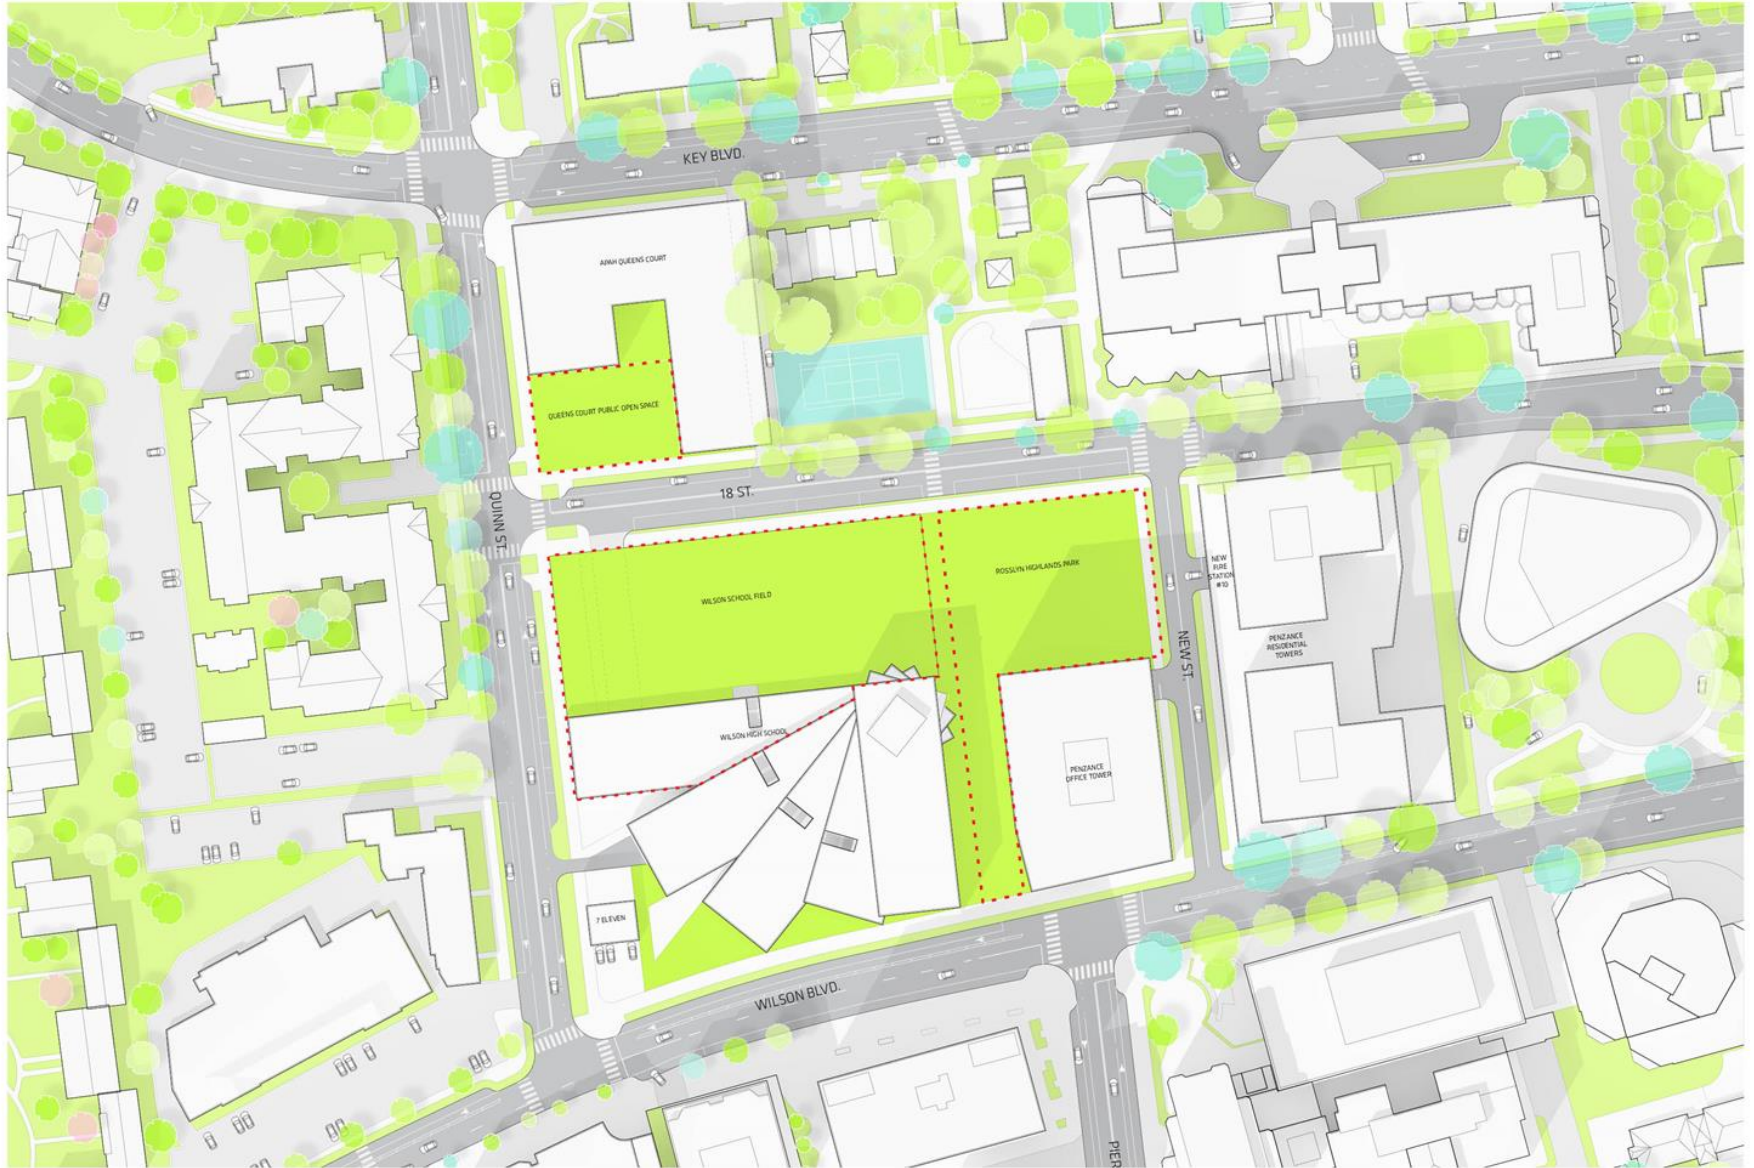 KEY BLVD.
APAH QUEENS COURT
QUEENS COURT PUBLIC OPEN SPACE
QUINN ST.
18 ST.
WILSON SCHOOL FIELD
ROSSLYN HIGHLANDS PARK
NEW
FIRE
STATION
#10
PENZANCE
RESIDENTIAL
TOWERS
NEW ST.
WILSON HIGH SCHOOL
PENZANCE
OFFICE TOWER
7 ELEVEN
WILSON BLVD.
PIER